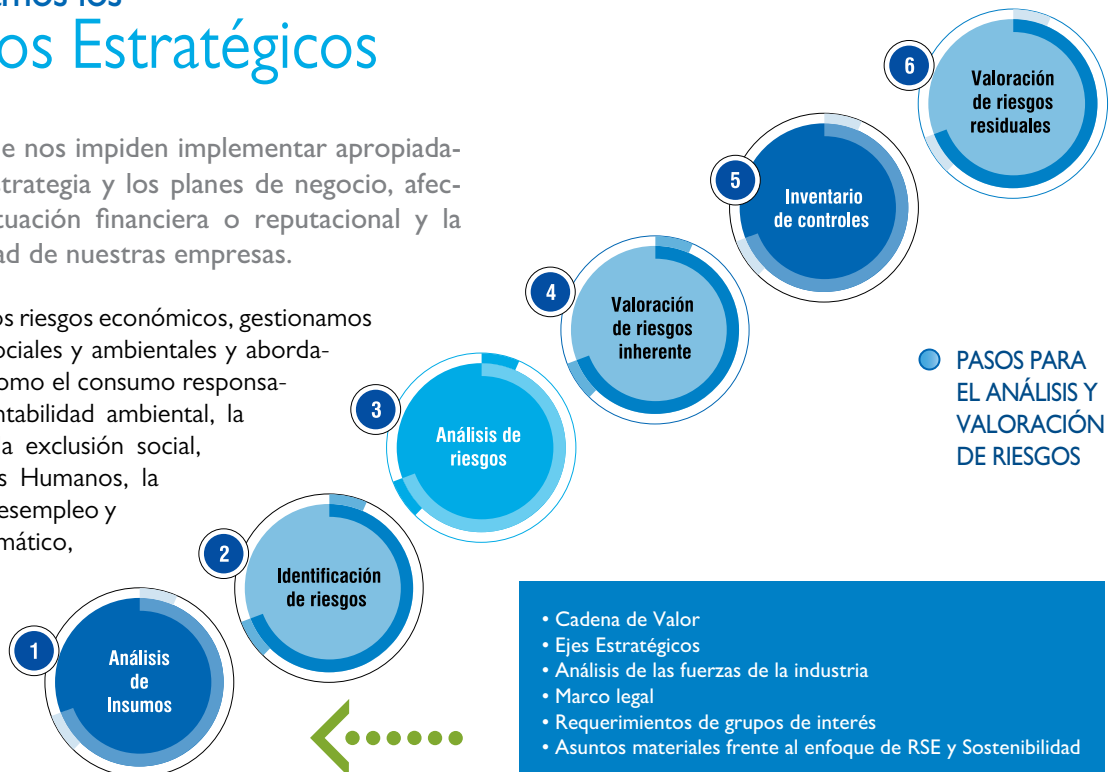 os Estratégicos
e nos impiden implementar apropiada-
strategia y los planes de negocio, afec-
tuación financiera o reputacional y la
ad de nuestras empresas.
os riesgos económicos, gestionamos
ociales y ambientales y aborda-
omo el consumo responsa-
ntabilidad ambiental, la
a exclusión social,
s Humanos, la
esempleo y
mático,
1
Análisis
de
Insumos
2
Identificación
de riesgos
3
Análisis de
riesgos
4
Valoración
de riesgos
inherente
5
Inventario
de controles
6
Valoración
de riesgos
residuales
PASOS PARA
EL ANÁLISIS Y
VALORACIÓN
DE RIESGOS
• Cadena de Valor
• Ejes Estratégicos
• Análisis de las fuerzas de la industria
• Marco legal
• Requerimientos de grupos de interés
• Asuntos materiales frente al enfoque de RSE y Sostenibilidad